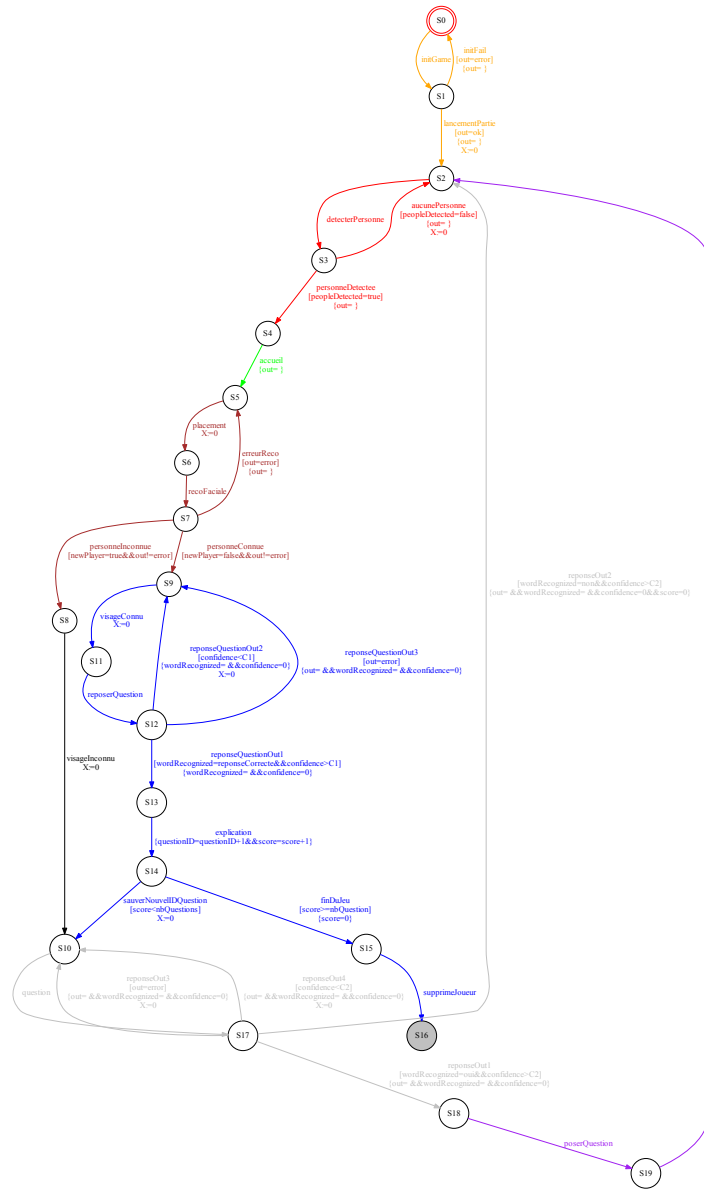 S0
initGame
initFail
[out=error]
{out= }
S1
lancementPartie
[out=ok]
{out= }
X:=0
S2
detecterPersonne
aucunePersonne
[peopleDetected=false]
{out= }
X:=0
S3
personneDetectee
[peopleDetected=true]
{out= }
S4
accueil
{out= }
S5
placement
X:=0
erreurReco
[out=error]
{out= }
S6
recoFaciale
S7
personneInconnue
[newPlayer=true&&out!=error]
personneConnue
[newPlayer=false&&out!=error]
reponseOut2
[wordRecognized=non&&confidence>C2]
{out= &&wordRecognized= &&confidence=0&&score=0}
S9
S8
visageConnu
X:=0
S11
reponseQuestionOut2
[confidence<C1]
{wordRecognized= &&confidence=0}
X:=0
reponseQuestionOut3
[out=error]
{out= &&wordRecognized= &&confidence=0}
reposerQuestion
S12
visageInconnu
X:=0
reponseQuestionOut1
[wordRecognized=reponseCorrecte&&confidence>C1]
{wordRecognized= &&confidence=0}
S13
explication
{questionID=questionID+1&&score=score+1}
S14
sauverNouvelIDQuestion
[score<nbQuestions]
X:=0
finDuJeu
[score>=nbQuestion]
{score=0}
S10
S15
question
reponseOut3
[out=error]
{out= &&wordRecognized= &&confidence=0}
X:=0
reponseOut4
[confidence<C2]
{out= &&wordRecognized= &&confidence=0}
X:=0
supprimeJoueur
S17
S16
reponseOut1
[wordRecognized=oui&&confidence>C2]
{out= &&wordRecognized= &&confidence=0}
S18
poserQuestion
S19